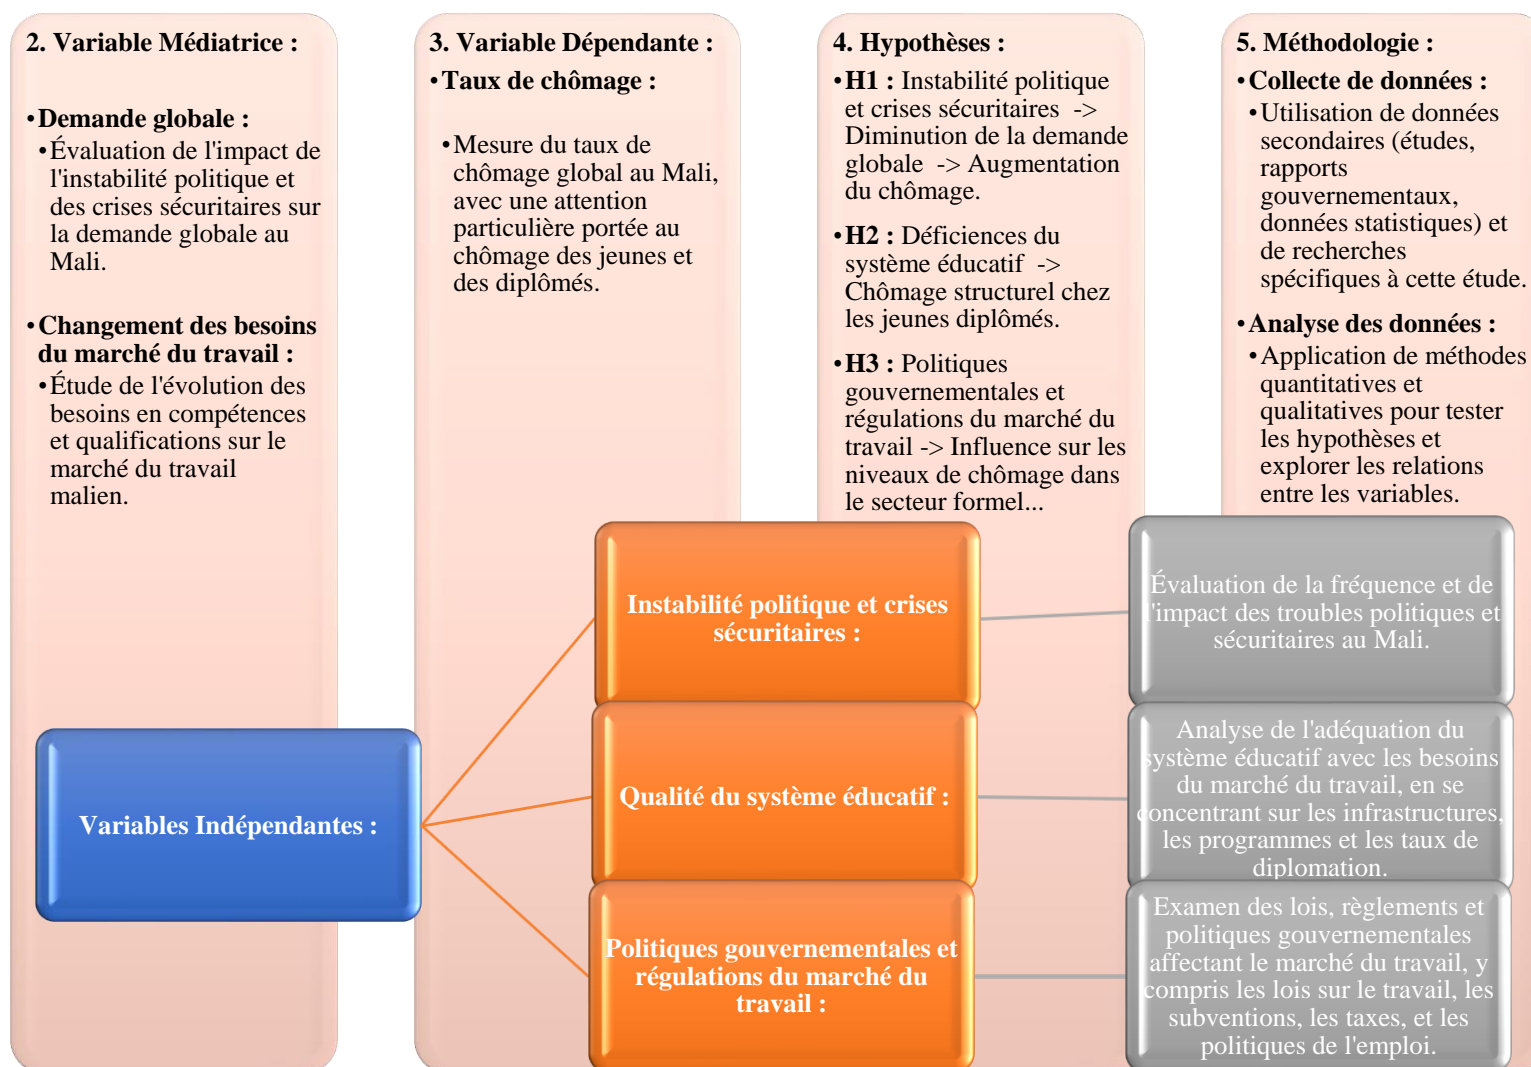 2. Variable Médiatrice :
•Demande globale :
•Évaluation de l'impact de
l'instabilité politique et
des crises sécuritaires sur
la demande globale au
Mali.
•Changement des besoins
du marché du travail :
•Étude de l'évolution des
besoins en compétences
et qualifications sur le
marché du travail
malien.
3. Variable Dépendante :
•Taux de chômage :
•Mesure du taux de
chômage global au Mali,
avec une attention
particulière portée au
chômage des jeunes et
des diplômés.
4. Hypothèses :
•H1 : Instabilité politique
et crises sécuritaires ->
Diminution de la demande
globale -> Augmentation
du chômage.
•H2 : Déficiences du
système éducatif ->
Chômage structurel chez
les jeunes diplômés.
•H3 : Politiques
gouvernementales et
régulations du marché du
travail -> Influence sur les
niveaux de chômage dans
le secteur formel...
5. Méthodologie :
•Collecte de données :
•Utilisation de données
secondaires (études,
rapports
gouvernementaux,
données statistiques) et
de recherches
spécifiques à cette étude.
•Analyse des données :
•Application de méthodes
quantitatives et
qualitatives pour tester
les hypothèses et
explorer les relations
entre les variables.
Variables Indépendantes :
Instabilité politique et crises
sécuritaires :
Évaluation de la fréquence et de
l'impact des troubles politiques et
sécuritaires au Mali.
Qualité du système éducatif :
Analyse de l'adéquation du
système éducatif avec les besoins
du marché du travail, en se
concentrant sur les infrastructures,
les programmes et les taux de
diplomation.
Politiques gouvernementales et
régulations du marché du
travail :
Examen des lois, règlements et
politiques gouvernementales
affectant le marché du travail, y
compris les lois sur le travail, les
subventions, les taxes, et les
politiques de l'emploi.